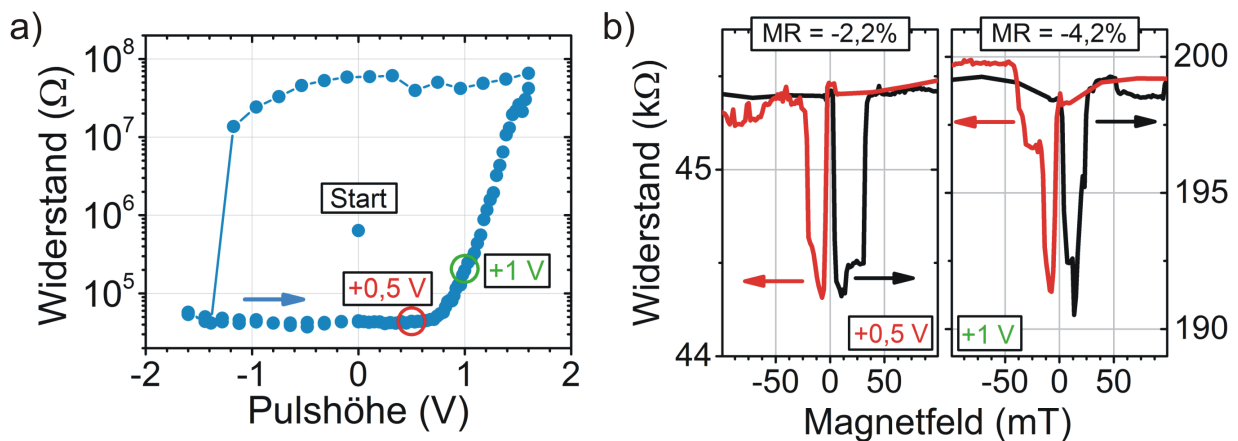 a)
Widerstand (Ω)
10⁸
10⁷
10⁶
10⁵
Start
+0,5 V
+1 V
-2 -1 0 1 2
Pulshöhe (V)
b)
MR = -2,2% MR = -4,2%
Widerstand (kΩ)
45
44
200
195
190
+0,5 V +1 V
-50 0 50 -50 0 50
Magnetfeld (mT)